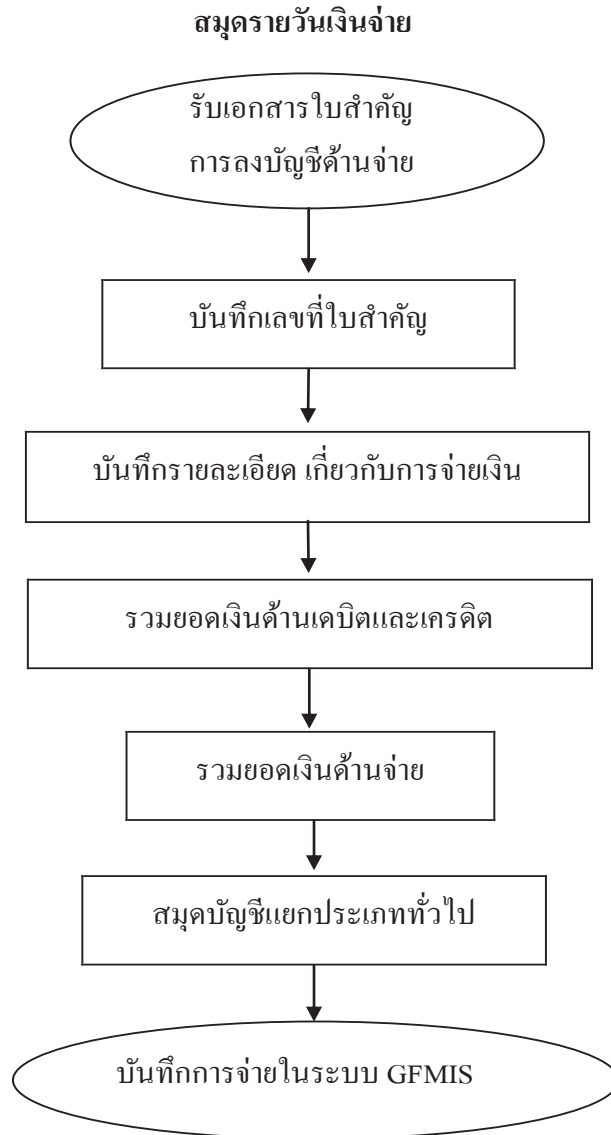 สมุดรายวันเงินจ่าย
รับเอกสารใบสำคัญ
การลงบัญชีด้านจ่าย
บันทึกเลขที่ใบสำคัญ
บันทึกรายละเอียด เกี่ยวกับการจ่ายเงิน
รวมยอดเงินด้านเดบิตและเครดิต
รวมยอดเงินด้านจ่าย
สมุดบัญชีแยกประเภททั่วไป
บันทึกการจ่ายในระบบ GFMIS